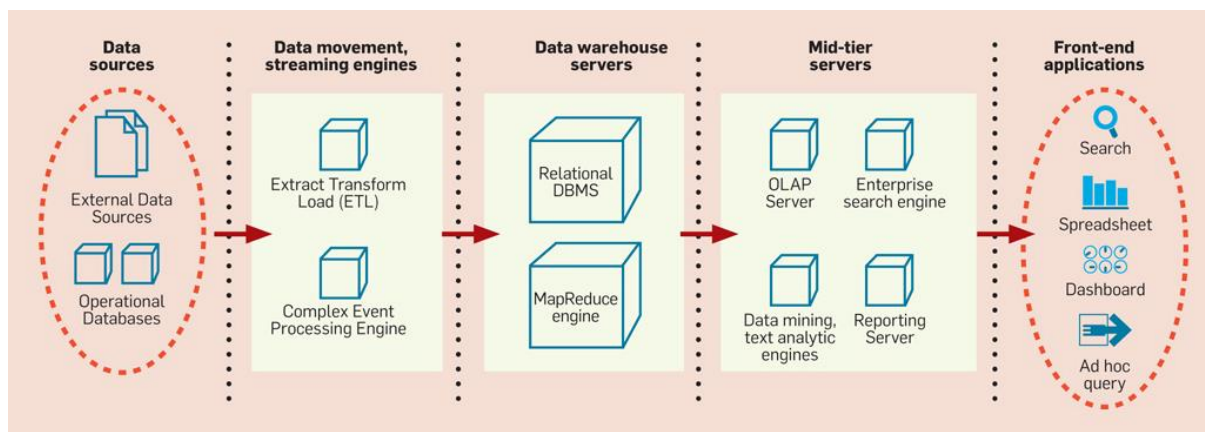 Data
sources
Data movement,
streaming engines
Data warehouse
servers
Mid-tier
servers
Front-end
applications
External Data
Sources
Operational
Databases
Extract Transform
Load (ETL)
Complex Event
Processing Engine
Relational
DBMS
MapReduce
engine
OLAP
Server
Enterprise
search engine
Data mining,
text analytic
engines
Reporting
Server
Search
Spreadsheet
Dashboard
Ad hoc
query